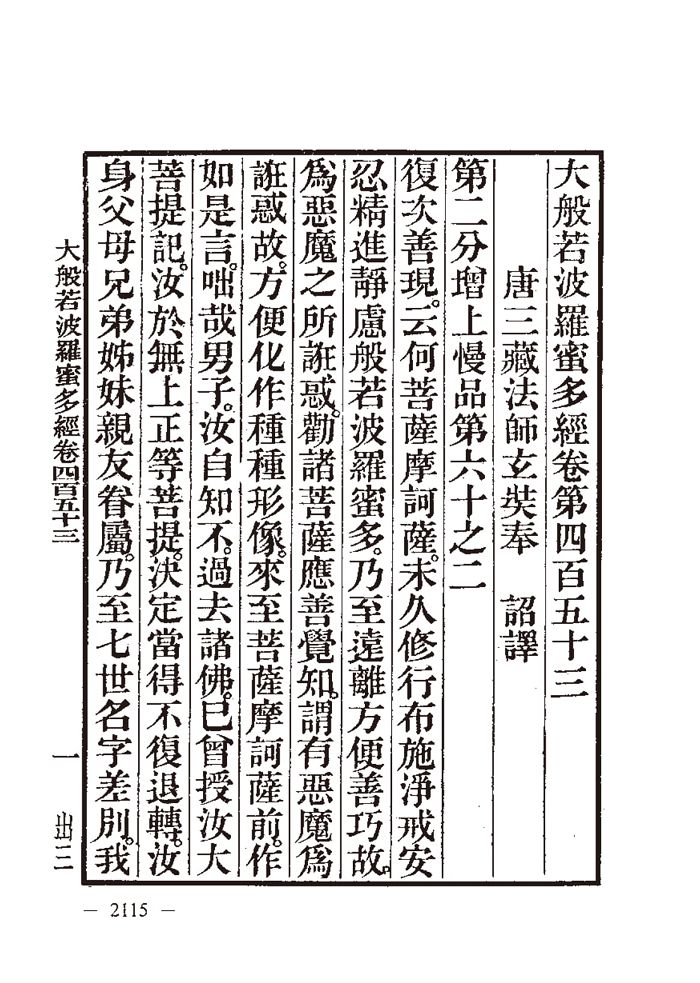 大般若波羅蜜多經卷第四百五十三
唐三藏法師玄奘奉　詔譯
第二分增上慢品第六十之二
復次善現。云何菩薩摩訶薩。未久修行布施淨戒安
忍精進靜慮般若波羅蜜多。乃至遠離方便善巧故。
爲惡魔之所誑惑。勸諸菩薩應善覺知。謂有惡魔爲
誑惑故。方便化作種種形像。來至菩薩摩訶薩前。作
如是言。咄哉男子。汝自知不。過去諸佛。已曾授汝大
菩提記。汝於無上正等菩提。決定當得不復退轉。汝
身父母兄弟姊妹親友眷屬。乃至七世名字差別。我
大般若波羅蜜多經卷四百五十三
一
出三
— 2115 —